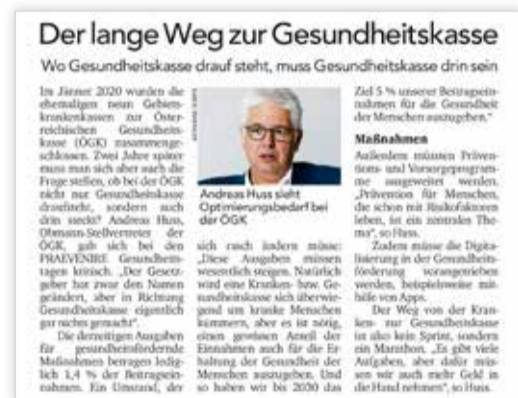 Der lange Weg zur Gesundheitskasse
Wo Gesundheitskasse drauf steht, muss Gesundheitskasse drin sein
Im Jänner 2020 wurden die
ehemaligen neun Gebiets-
krankenkassen zur Öster-
reichischen Gesundheits-
kasse (ÖGK) zusammenge-
schlossen. Zwei Jahre später
muss man sich aber auch die
Frage stellen, ob bei der ÖGK
nicht nur Gesundheitskasse
draufsteht, sondern auch
drin steckt? Andreas Huss,
Obmann-Stellvertreter der
ÖGK, gab sich bei den
PRAEVENIRE Gesundheits-
tagen kritisch. „Der Gesetz-
geber hat zwar den Namen
geändert, aber in Richtung
Gesundheitskasse eigentlich
gar nichts gemacht“.
Die derzeitigen Ausgaben
für gesundheitsfördernde
Maßnahmen betragen ledig-
lich 1,4 % der Beitragsein-
nahmen. Ein Umstand, der
Andreas Huss sieht
Optimierungsbedarf bei
der ÖGK
sich rasch ändern müsse:
„Diese Ausgaben müssen
wesentlich steigen. Natürlich
wird eine Kranken- bzw. Ge-
sundheitskasse sich überwie-
gend um kranke Menschen
kümmern, aber es ist nötig,
einen gewissen Anteil der
Einnahmen auch für die Er-
haltung der Gesundheit der
Menschen auszugeben. Und
so haben wir bis 2030 das
Ziel 5 % unserer Beitragsein-
nahmen für die Gesundheit
der Menschen auszugeben.“
Maßnahmen
Außerdem müssten Präven-
tions- und Vorsorgeprogram-
me ausgeweitet werden.
„Prävention für Menschen,
die schon mit Risikofaktoren
leben, ist ein zentrales The-
ma“, so Huss.
Zudem müsse die Digita-
lisierung in der Gesundheits-
förderung vorangetrieben
werden, beispielsweise mit-
hilfe von Apps.
Der Weg von der Kran-
ken- zur Gesundheitskasse
ist also kein Sprint, sondern
ein Marathon. „Es gibt viele
Aufgaben, aber dafür müs-
sen wir auch mehr Geld in
die Hand nehmen“, so Huss.